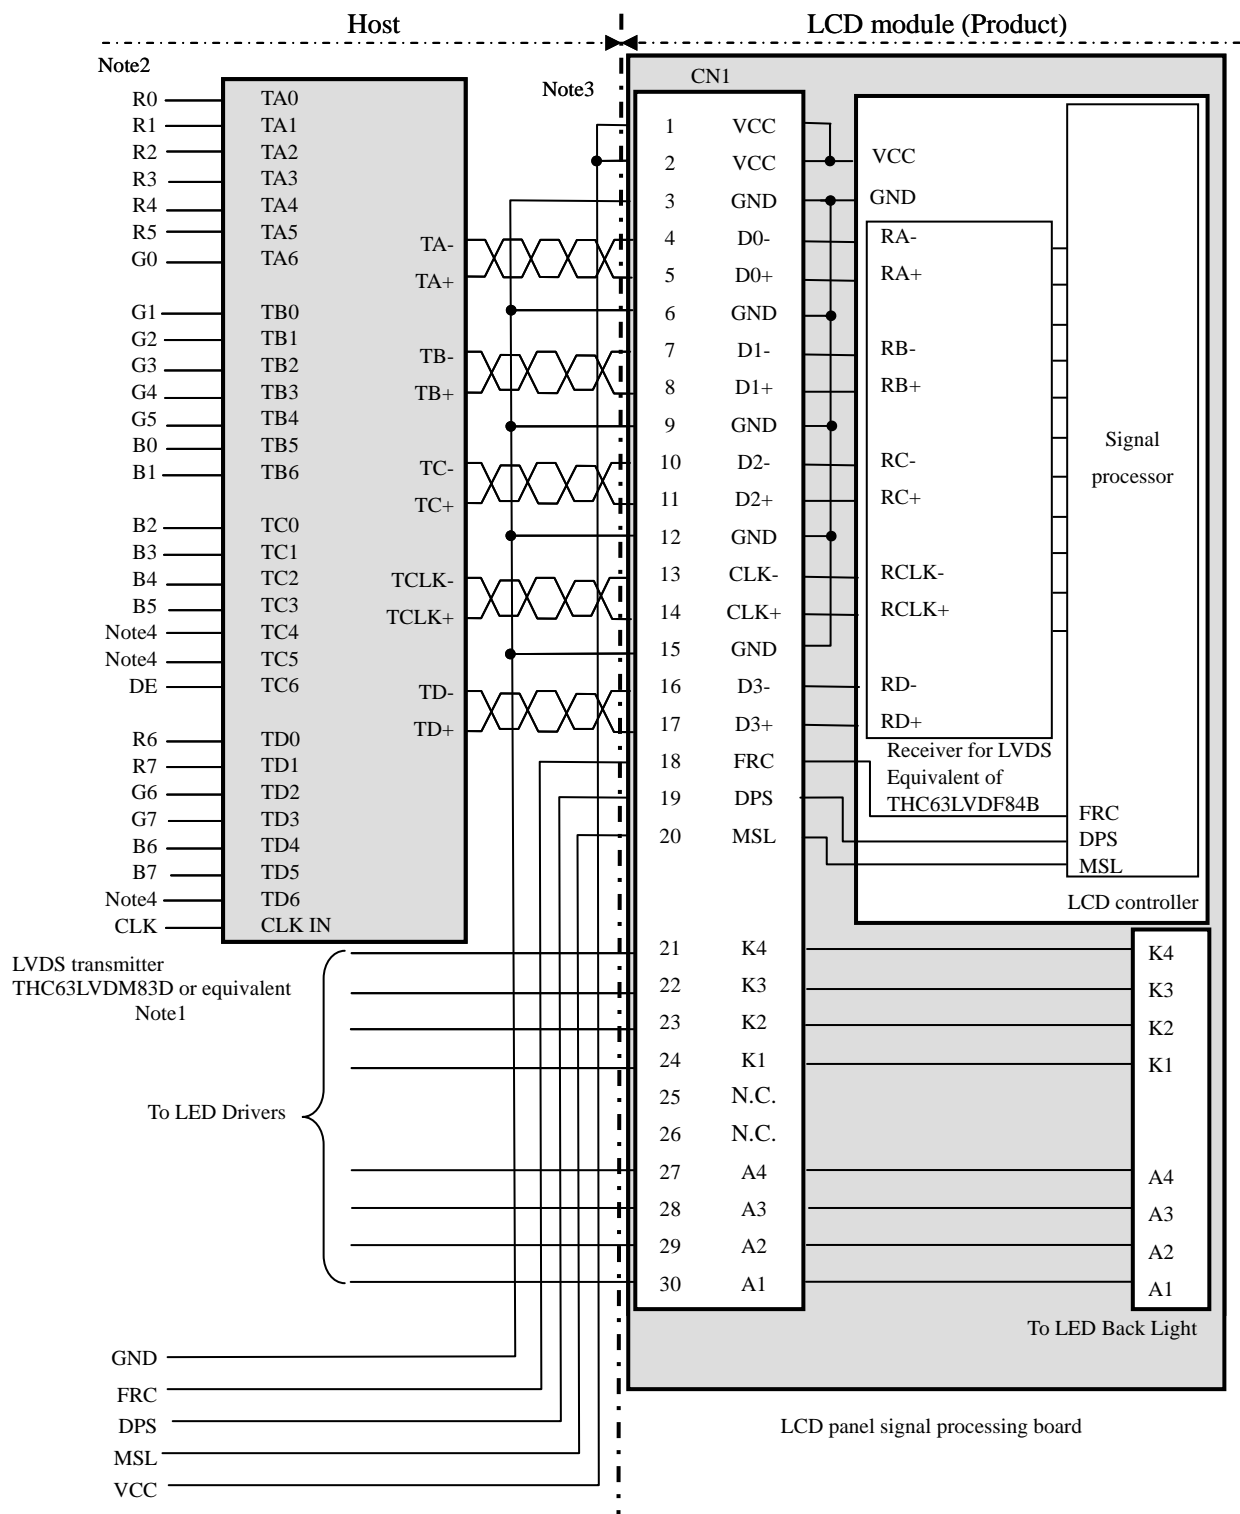 Host
LCD module (Product)
Note2
Note3
R0 TA0
R1 TA1
R2 TA2
R3 TA3
R4 TA4
R5 TA5
G0 TA6
G1 TB0
G2 TB1
G3 TB2
G4 TB3
G5 TB4
B0 TB5
B1 TB6
B2 TC0
B3 TC1
B4 TC2
B5 TC3
Note4 TC4
Note4 TC5
DE TC6
R6 TD0
R7 TD1
G6 TD2
G7 TD3
B6 TD4
B7 TD5
Note4 TD6
CLK CLK IN
TA-
TA+
TB-
TB+
TC-
TC+
TCLK-
TCLK+
TD-
TD+
LVDS transmitter
THC63LVDM83D or equivalent
Note1
To LED Drivers
GND
FRC
DPS
MSL
VCC
CN1
1 VCC
2 VCC
3 GND
4 D0-
5 D0+
6 GND
7 D1-
8 D1+
9 GND
10 D2-
11 D2+
12 GND
13 CLK-
14 CLK+
15 GND
16 D3-
17 D3+
18 FRC
19 DPS
20 MSL
21 K4
22 K3
23 K2
24 K1
25 N.C.
26 N.C.
27 A4
28 A3
29 A2
30 A1
VCC
GND
RA-
RA+
RB-
RB+
RC-
RC+
RCLK-
RCLK+
RD-
RD+
Receiver for LVDS
Equivalent of
THC63LVDF84B
Signal
processor
FRC
DPS
MSL
LCD controller
K4
K3
K2
K1
A4
A3
A2
A1
To LED Back Light
LCD panel signal processing board